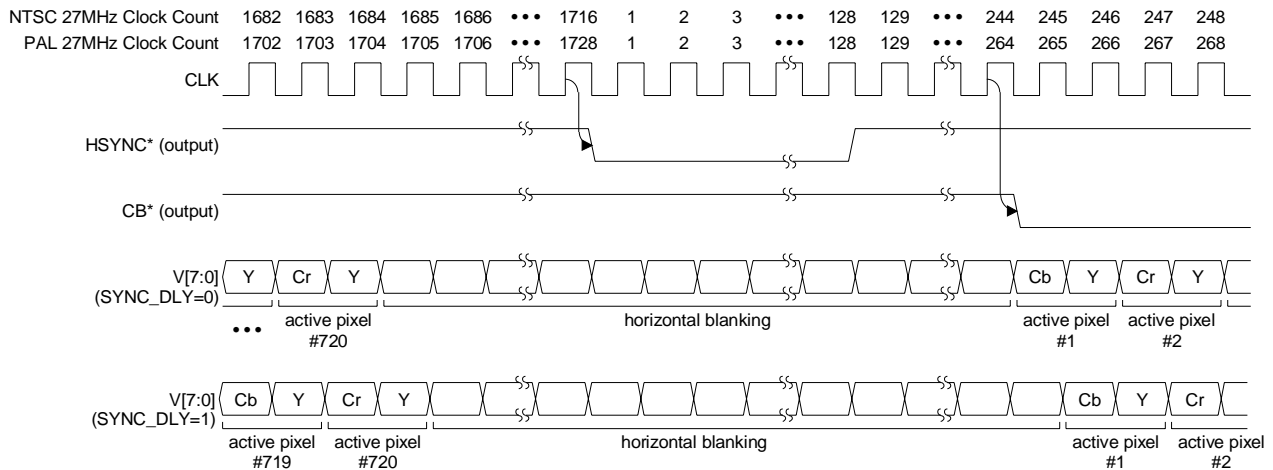 NTSC 27MHz Clock Count 1682 1683 1684 1685 1686 ••• 1716 1 2 3 ••• 128 129 ••• 244 245 246 247 248
PAL 27MHz Clock Count 1702 1703 1704 1705 1706 ••• 1728 1 2 3 ••• 128 129 ••• 264 265 266 267 268
CLK
HSYNC* (output)
CB* (output)
V[7:0] Y Cr Y Cb Y Cr Y
(SYNC_DLY=0)
••• active pixel horizontal blanking active pixel active pixel
#720 #1 #2
V[7:0] Cb Y Cr Y Cb Y Cr
(SYNC_DLY=1)
active pixel active pixel horizontal blanking active pixel active pixel
#719 #720 #1 #2